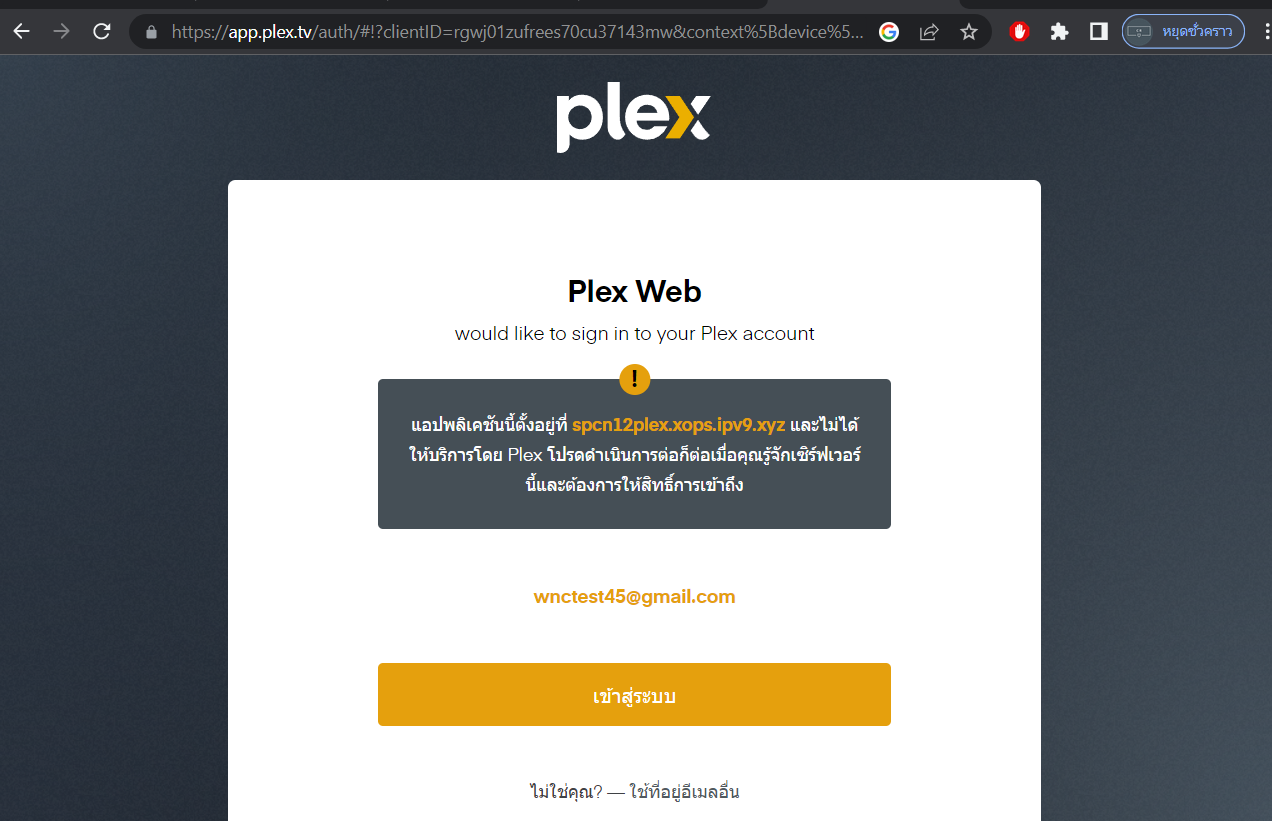 https://app.plex.tv/auth/#!?clientID=rgwj01zufrees70cu37143mw&context%5Bdevice%5...
หยุดชั่วคราว
plex
Plex Web
would like to sign in to your Plex account
!
แอปพลิเคชันนี้ตั้งอยู่ที่ spcn12plex.xops.ipv9.xyz และไม่ได้
ให้บริการโดย Plex โปรดดำเนินการต่อก็ต่อเมื่อคุณรู้จักเซิร์ฟเวอร์
นี้และต้องการให้สิทธิ์การเข้าถึง
wnctest45@gmail.com
เข้าสู่ระบบ
ไม่ใช่คุณ? — ใช้ที่อยู่อีเมลอื่น